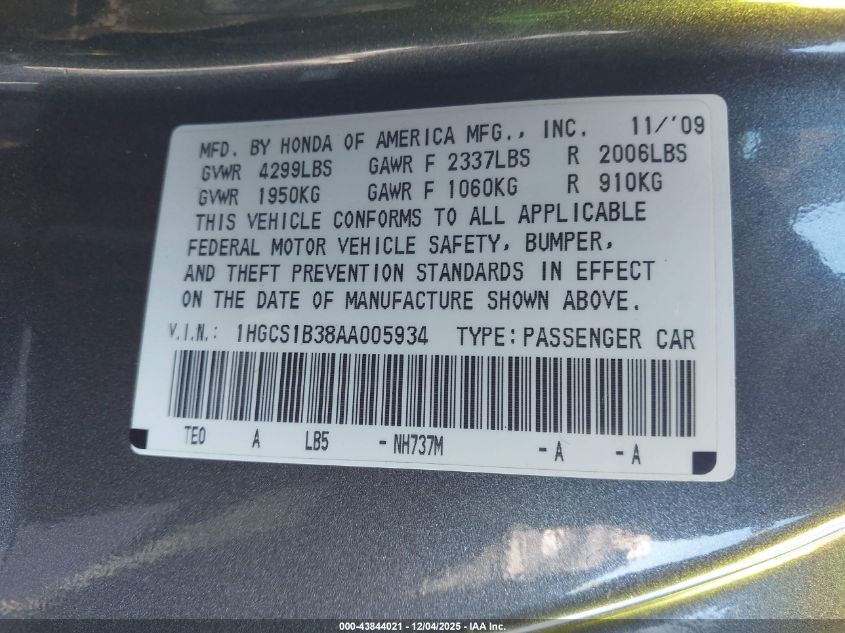 MFD. BY HONDA OF AMERICA MFG., INC. 11/'09
GVWR 4299LBS GAWR F 2337LBS R 2006LBS
GVWR 1950KG GAWR F 1060KG R 910KG
THIS VEHICLE CONFORMS TO ALL APPLICABLE
FEDERAL MOTOR VEHICLE SAFETY, BUMPER,
AND THEFT PREVENTION STANDARDS IN EFFECT
ON THE DATE OF MANUFACTURE SHOWN ABOVE.
V.I.N.: 1HGCS1B38AA005934 TYPE: PASSENGER CAR
TE0 A LB5 - NH737M - A - A
000-43844021 - 12/04/2025 - IAA Inc.